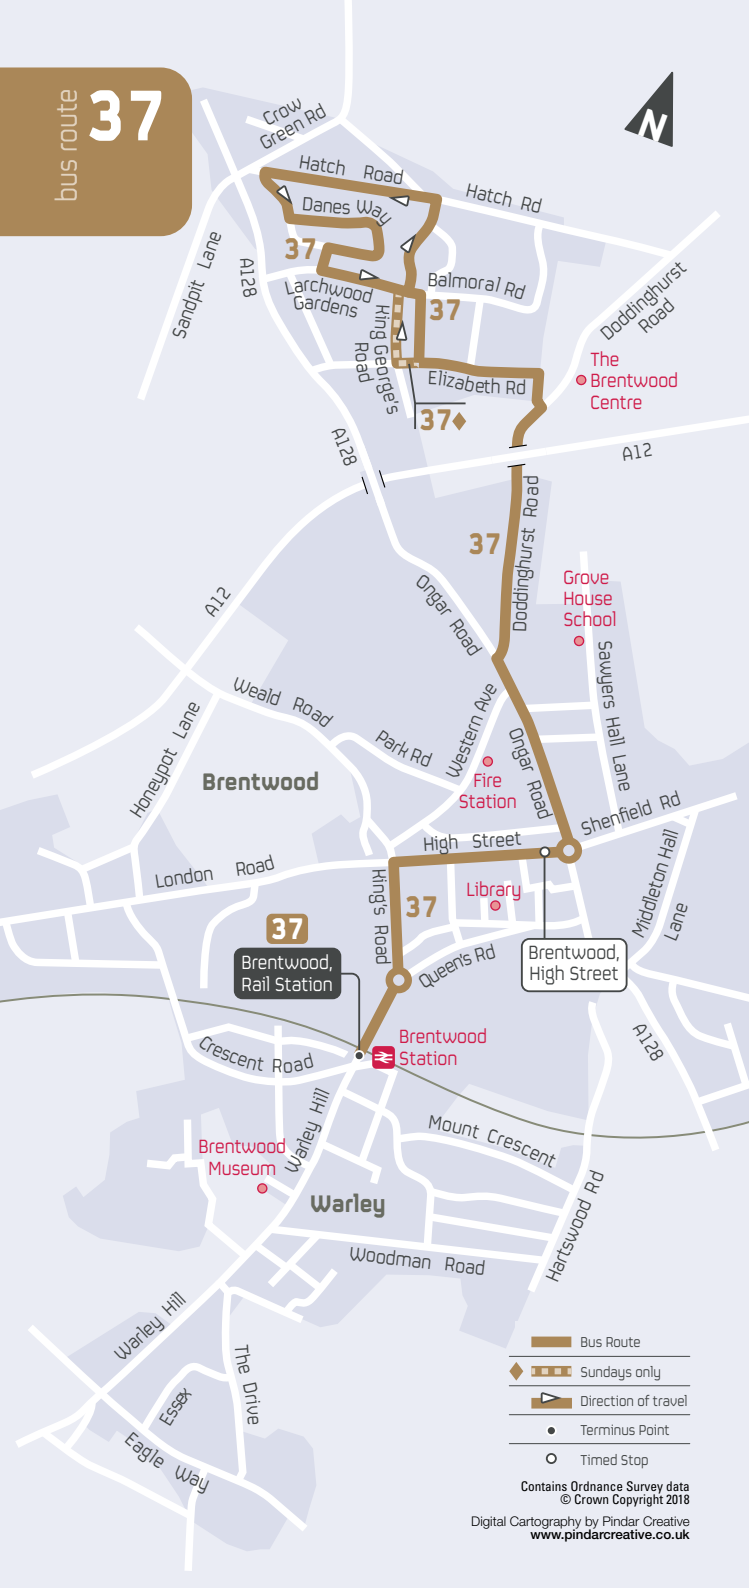 bus route 37
N
Crow
Green Rd
Hatch Road
Hatch Rd
Danes Way
37
Sandpit Lane
A128
Larchwood
Gardens
Balmoral Rd
37
King George's
Road
Doddinghurst
Road
Elizabeth Rd
The
Brentwood
Centre
37
A128
A12
37
Doddinghurst Road
Grove
House
School
A12
Ongar Road
Sawyers Hall Lane
Weald Road
Honeypot Lane
Park Rd
Western Ave
Ongar Road
Brentwood
Fire
Station
Shenfield Rd
High Street
London Road
King's Road
Library
37
Middleton Hall
Lane
37
Brentwood,
Rail Station
Queen's Rd
Brentwood,
High Street
Brentwood
Station
A128
Crescent Road
Warley Hill
Mount Crescent
Brentwood
Museum
Warley
Hartswood Rd
Woodman Road
Warley Hill
The Drive
Essex
Eagle Way
Bus Route
Sundays only
Direction of travel
Terminus Point
Timed Stop
Contains Ordnance Survey data
© Crown Copyright 2018
Digital Cartography by Pindar Creative
www.pindarcreative.co.uk